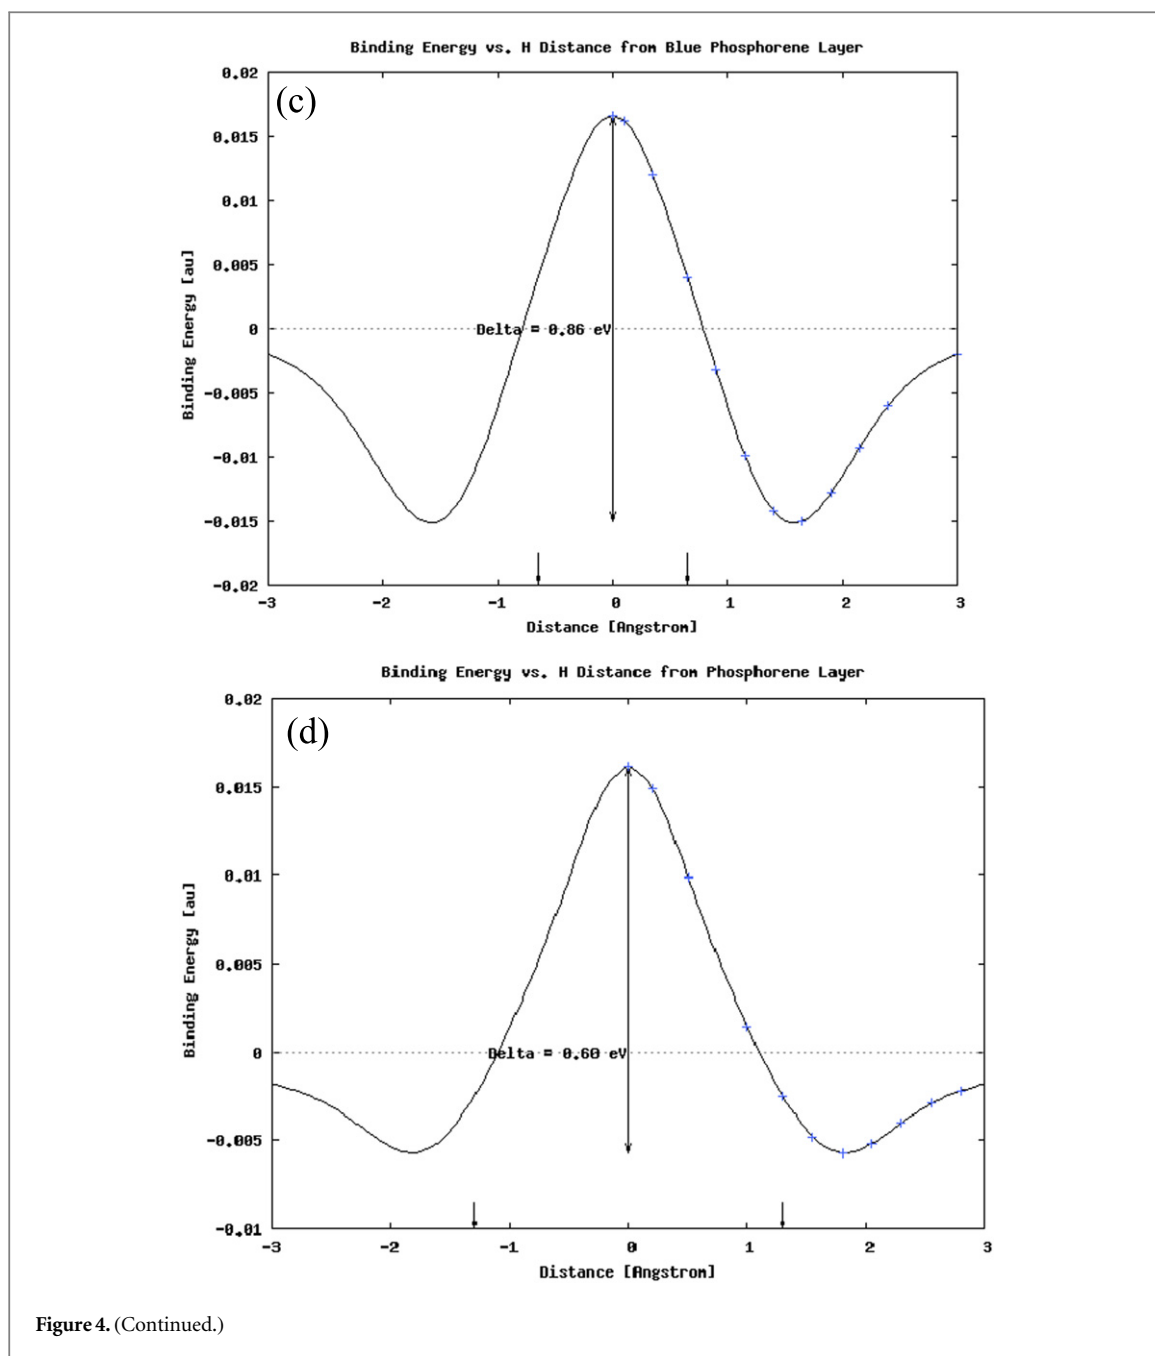 Binding Energy vs. H Distance from Blue Phosphorene Layer
(c)
0.02
0.015
0.01
0.005
0
-0.005
-0.01
-0.015
-0.02
Binding Energy [au]
Delta = 0.86 eV
-3 -2 -1 0 1 2 3
Distance [Angstrom]
Binding Energy vs. H Distance from Phosphorene Layer
(d)
0.02
0.015
0.01
0.005
0
-0.005
-0.01
Binding Energy [au]
Delta = 0.60 eV
-3 -2 -1 0 1 2 3
Distance [Angstrom]
Figure 4. (Continued.)